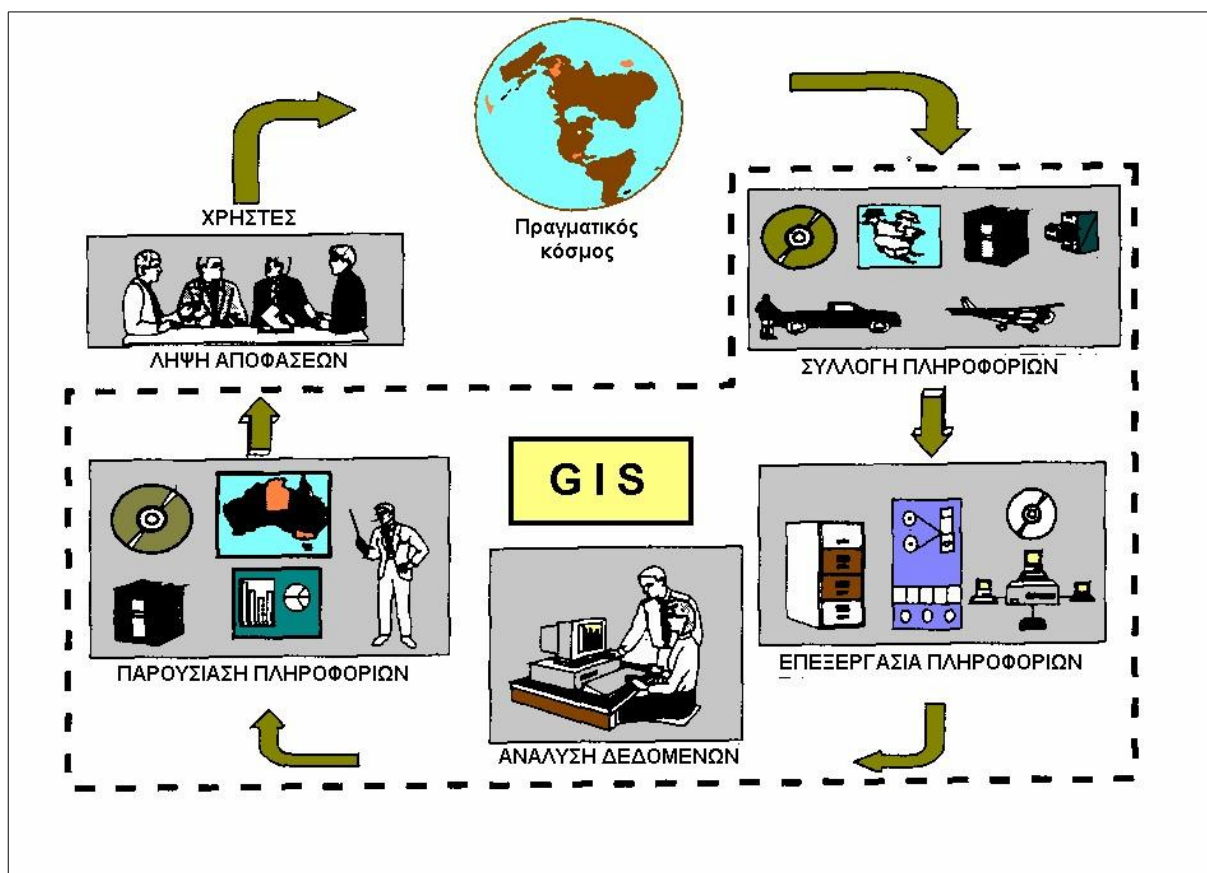 Πραγματικός
κόσμος
ΧΡΗΣΤΕΣ
ΛΗΨΗ ΑΠΟΦΑΣΕΩΝ
ΣΥΛΛΟΓΗ ΠΛΗΡΟΦΟΡΙΩΝ
GIS
ΠΑΡΟΥΣΙΑΣΗ ΠΛΗΡΟΦΟΡΙΩΝ
ΕΠΕΞΕΡΓΑΣΙΑ ΠΛΗΡΟΦΟΡΙΩΝ
ΑΝΑΛΥΣΗ ΔΕΔΟΜΕΝΩΝ